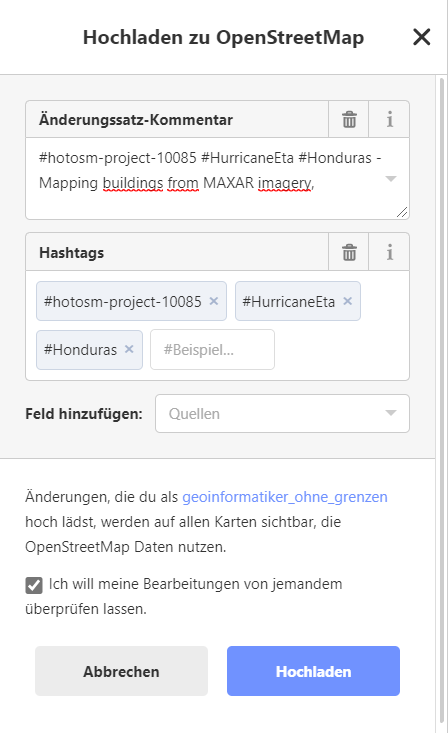 Hochladen zu OpenStreetMap
Änderungssatz-Kommentar
#hotosm-project-10085 #HurricaneEta #Honduras -
Mapping buildings from MAXAR imagery,
Hashtags
#hotosm-project-10085 #HurricaneEta
#Honduras #Beispiel...
Feld hinzufügen: Quellen
Änderungen, die du als geoinformatiker_ohne_grenzen
hoch lädst, werden auf allen Karten sichtbar, die
OpenStreetMap Daten nutzen.
Ich will meine Bearbeitungen von jemandem
überprüfen lassen.
Abbrechen Hochladen